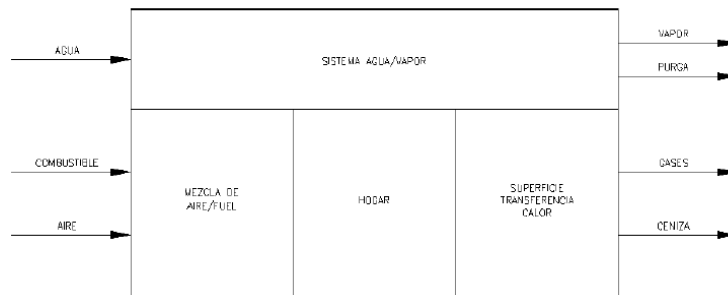 AGUA
SISTEMA AGUA/VAPOR
VAPOR
PURGA
COMBUSTIBLE
AIRE
MEZCLA DE
AIRE/FUEL
HOGAR
SUPERFICIE
TRANSFERENCIA
CALOR
GASES
CENIZA